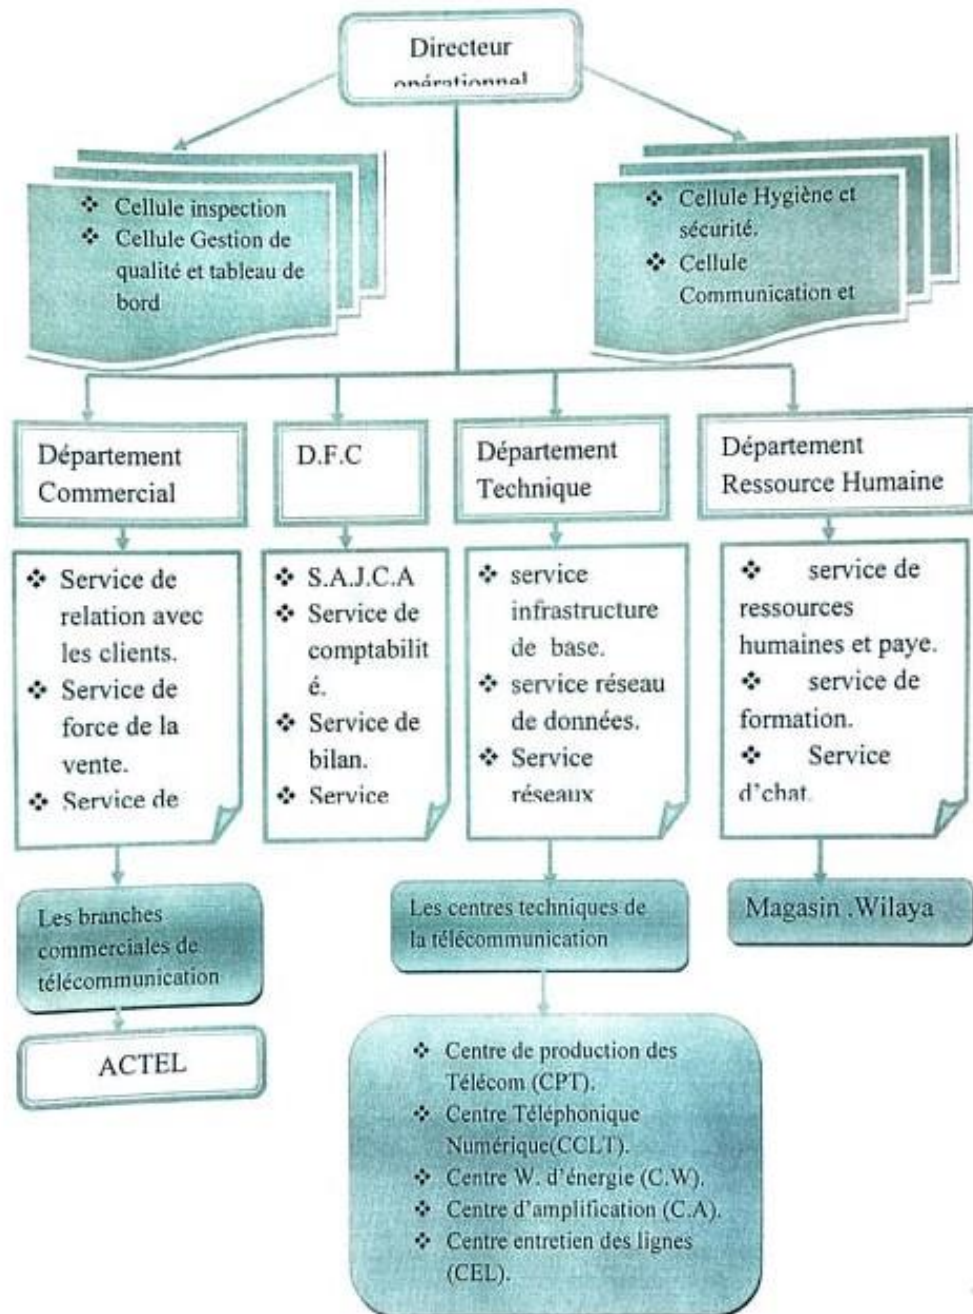 Directeur
opérationnel
❖ Cellule inspection
❖ Cellule Gestion de
qualité et tableau de
bord
❖ Cellule Hygiène et
sécurité.
❖ Cellule
Communication et
Département
Commercial
D.F.C
Département
Technique
Département
Ressource Humaine
❖ Service de
relation avec
les clients.
❖ Service de
force de la
vente.
❖ Service de
❖ S.A.J.C.A
❖ Service de
comptabilit
é.
❖ Service de
bilan.
❖ Service
❖ service
infrastructure
de base.
❖ service réseau
de données.
❖ Service
réseaux
❖ service de
ressources
humaines et paye.
❖ service de
formation.
❖ Service
d’chat.
Les branches
commerciales de
télécommunication
Les centres techniques de
la télécommunication
Magasin .Wilaya
ACTEL
❖ Centre de production des
Télécom (CPT).
❖ Centre Téléphonique
Numérique(CCLT).
❖ Centre W. d’énergie (C.W).
❖ Centre d’amplification (C.A).
❖ Centre entretien des lignes
(CEL).